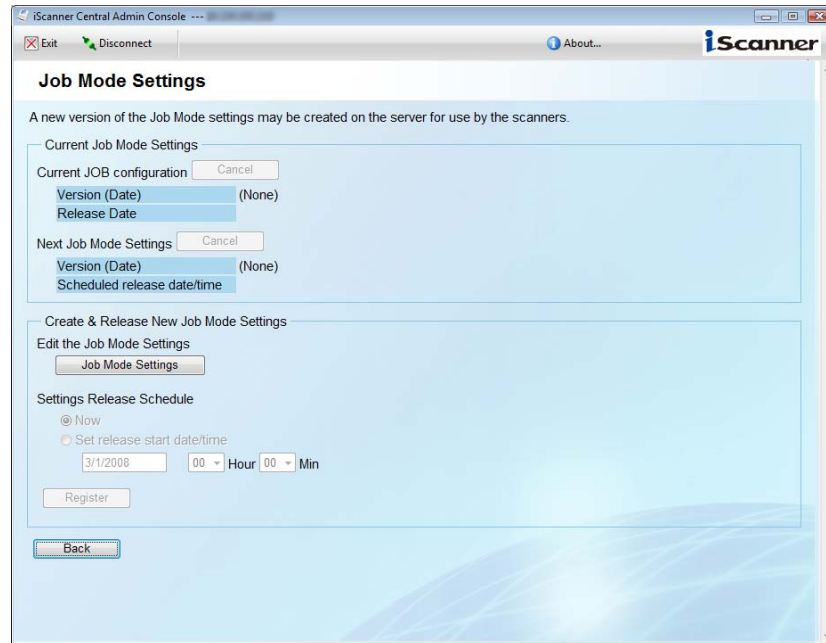 iScanner Central Admin Console ---
Exit Disconnect About... iScanner
Job Mode Settings
A new version of the Job Mode settings may be created on the server for use by the scanners.
Current Job Mode Settings
Current JOB configuration Cancel
Version (Date) (None)
Release Date
Next Job Mode Settings Cancel
Version (Date) (None)
Scheduled release date/time
Create & Release New Job Mode Settings
Edit the Job Mode Settings
Job Mode Settings
Settings Release Schedule
Now
Set release start date/time
3/1/2008 00 Hour 00 Min
Register
Back